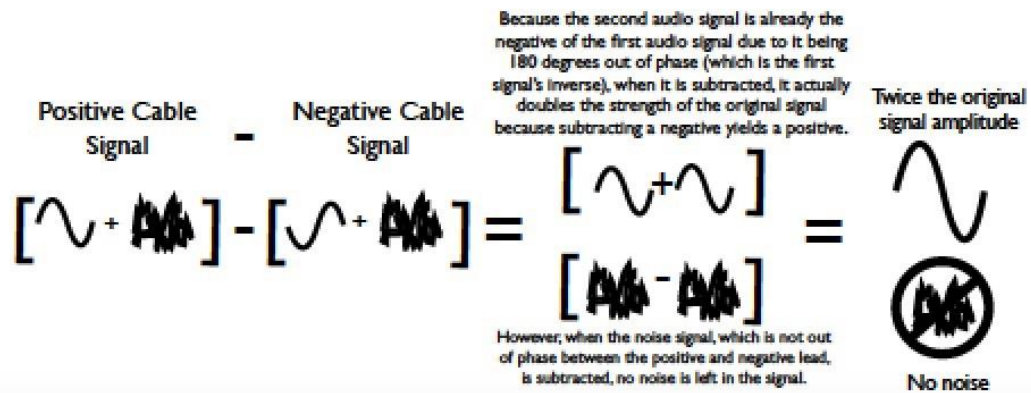 Because the second audio signal is already the
negative of the first audio signal due to it being
180 degrees out of phase (which is the first
signal's inverse), when it is subtracted, it actually
doubles the strength of the original signal
because subtracting a negative yields a positive.
Positive Cable
Signal
-
Negative Cable
Signal
Twice the original
signal amplitude
[ + ] - [ + ] = [ + ] =
[ - ]
However, when the noise signal, which is not out
of phase between the positive and negative lead,
is subtracted, no noise is left in the signal.
No noise